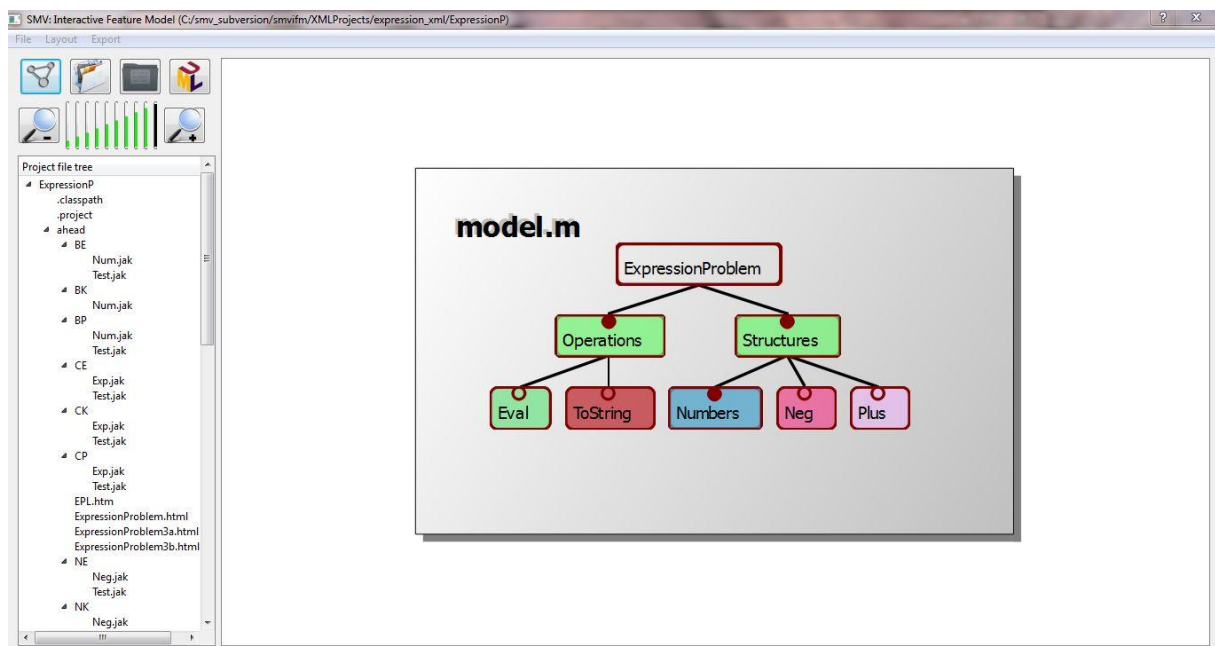 SMV: Interactive Feature Model (C:/smv_subversion/smvifm/XMLProjects/expression_xml/ExpressionP)
File Layout Export
Project file tree
ExpressionP
.classpath
.project
ahead
BE
Num.jak
Test.jak
BK
Num.jak
BP
Num.jak
Test.jak
CE
Exp.jak
Test.jak
CK
Exp.jak
Test.jak
CP
Exp.jak
Test.jak
EPL.htm
ExpressionProblem.html
ExpressionProblem3a.html
ExpressionProblem3b.html
NE
Neg.jak
Test.jak
NK
Neg.jak
model.m
ExpressionProblem
Operations Structures
Eval ToString Numbers Neg Plus